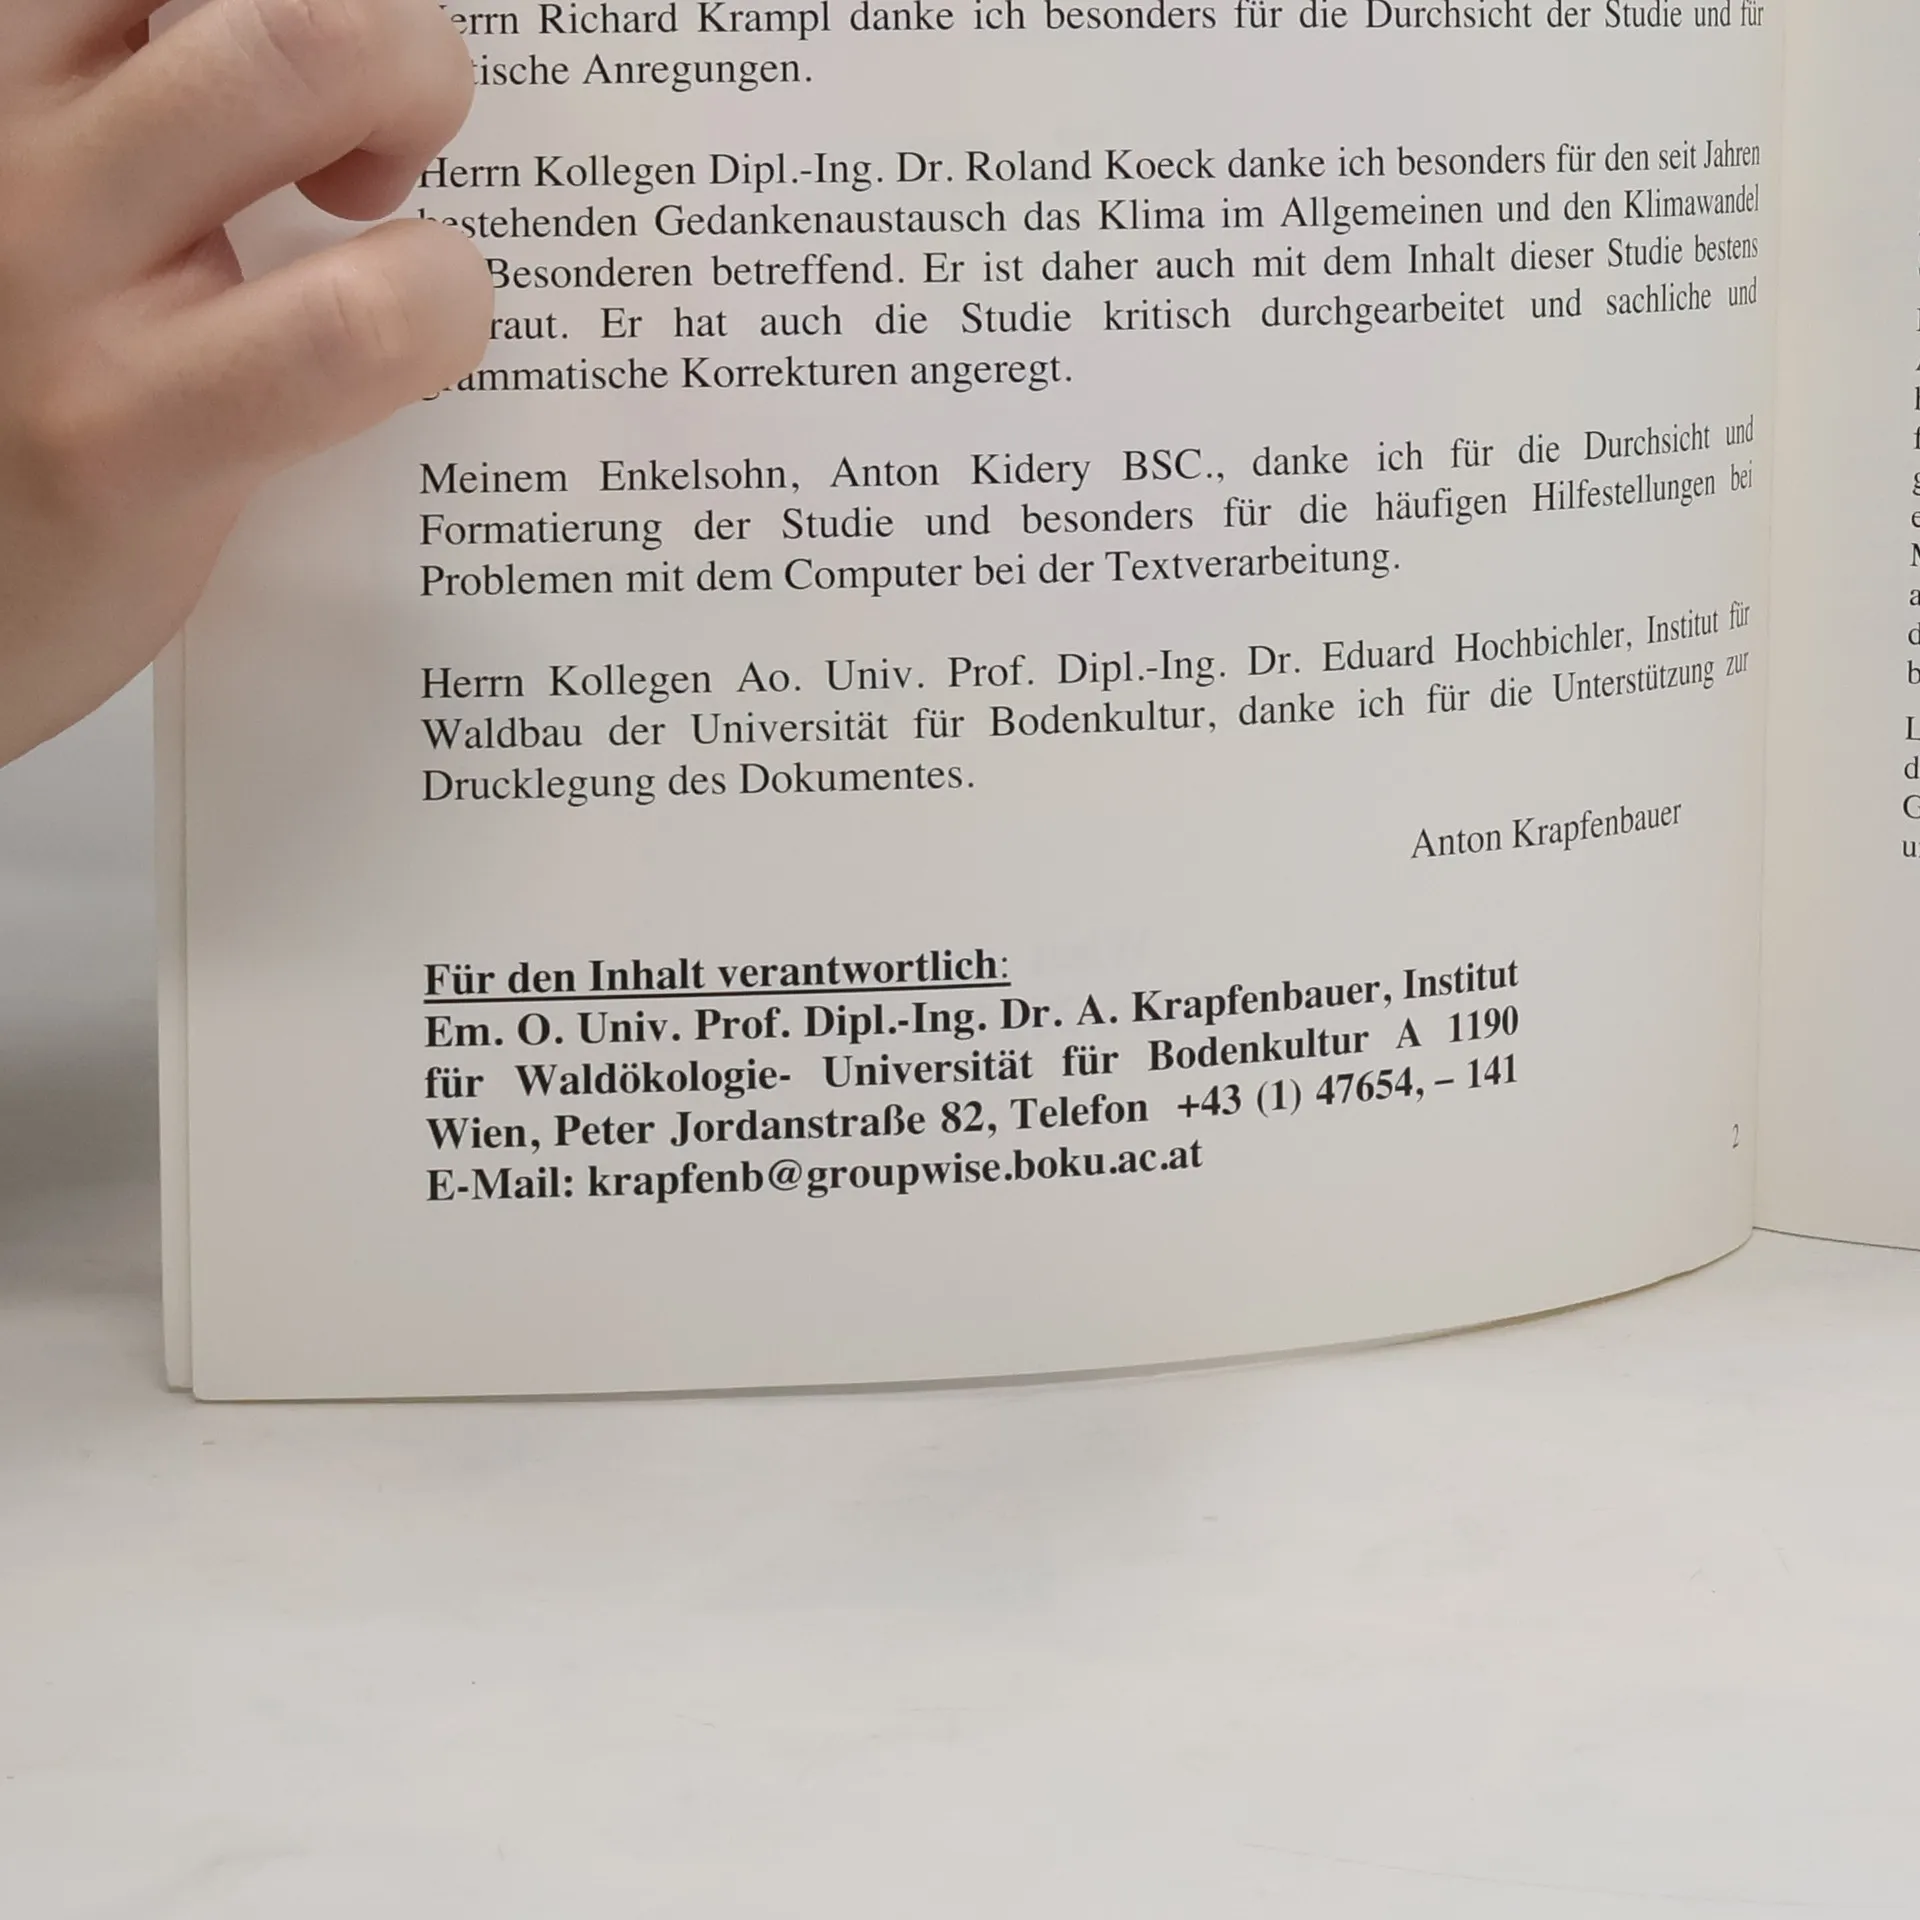 Herrn Richard Krampl danke ich besonders für die Durchsicht der Studie und für
Anregungen.
Herrn Kollegen Dipl.-Ing. Dr. Roland Koeck danke ich besonders für den seit Jahren
bestehenden Gedankenaustausch das Klima im Allgemeinen und den Klimawandel
Besonderen betreffend. Er ist daher auch mit dem Inhalt dieser Studie bestens
raut. Er hat auch die Studie kritisch durchgearbeitet und sachliche und
grammatische Korrekturen angeregt.
Meinem Enkelsohn, Anton Kidery BSC., danke ich für die Durchsicht und
Formatierung der Studie und besonders für die häufigen Hilfestellungen bei
Problemen mit dem Computer bei der Textverarbeitung.
Herrn Kollegen Ao. Univ. Prof. Dipl.-Ing. Dr. Eduard Hochbichler, Institut für
Waldbau der Universität für Bodenkultur, danke ich für die Unterstützung zur
Drucklegung des Dokumentes.
Anton Krapfenbauer
Für den Inhalt verantwortlich:
Em. O. Univ. Prof. Dipl.-Ing. Dr. A. Krapfenbauer, Institut
für Waldökologie- Universität für Bodenkultur A 1190
Wien, Peter Jordanstraße 82, Telefon +43 (1) 47654, – 141
E-Mail: krapfenb@groupwise.boku.ac.at
2